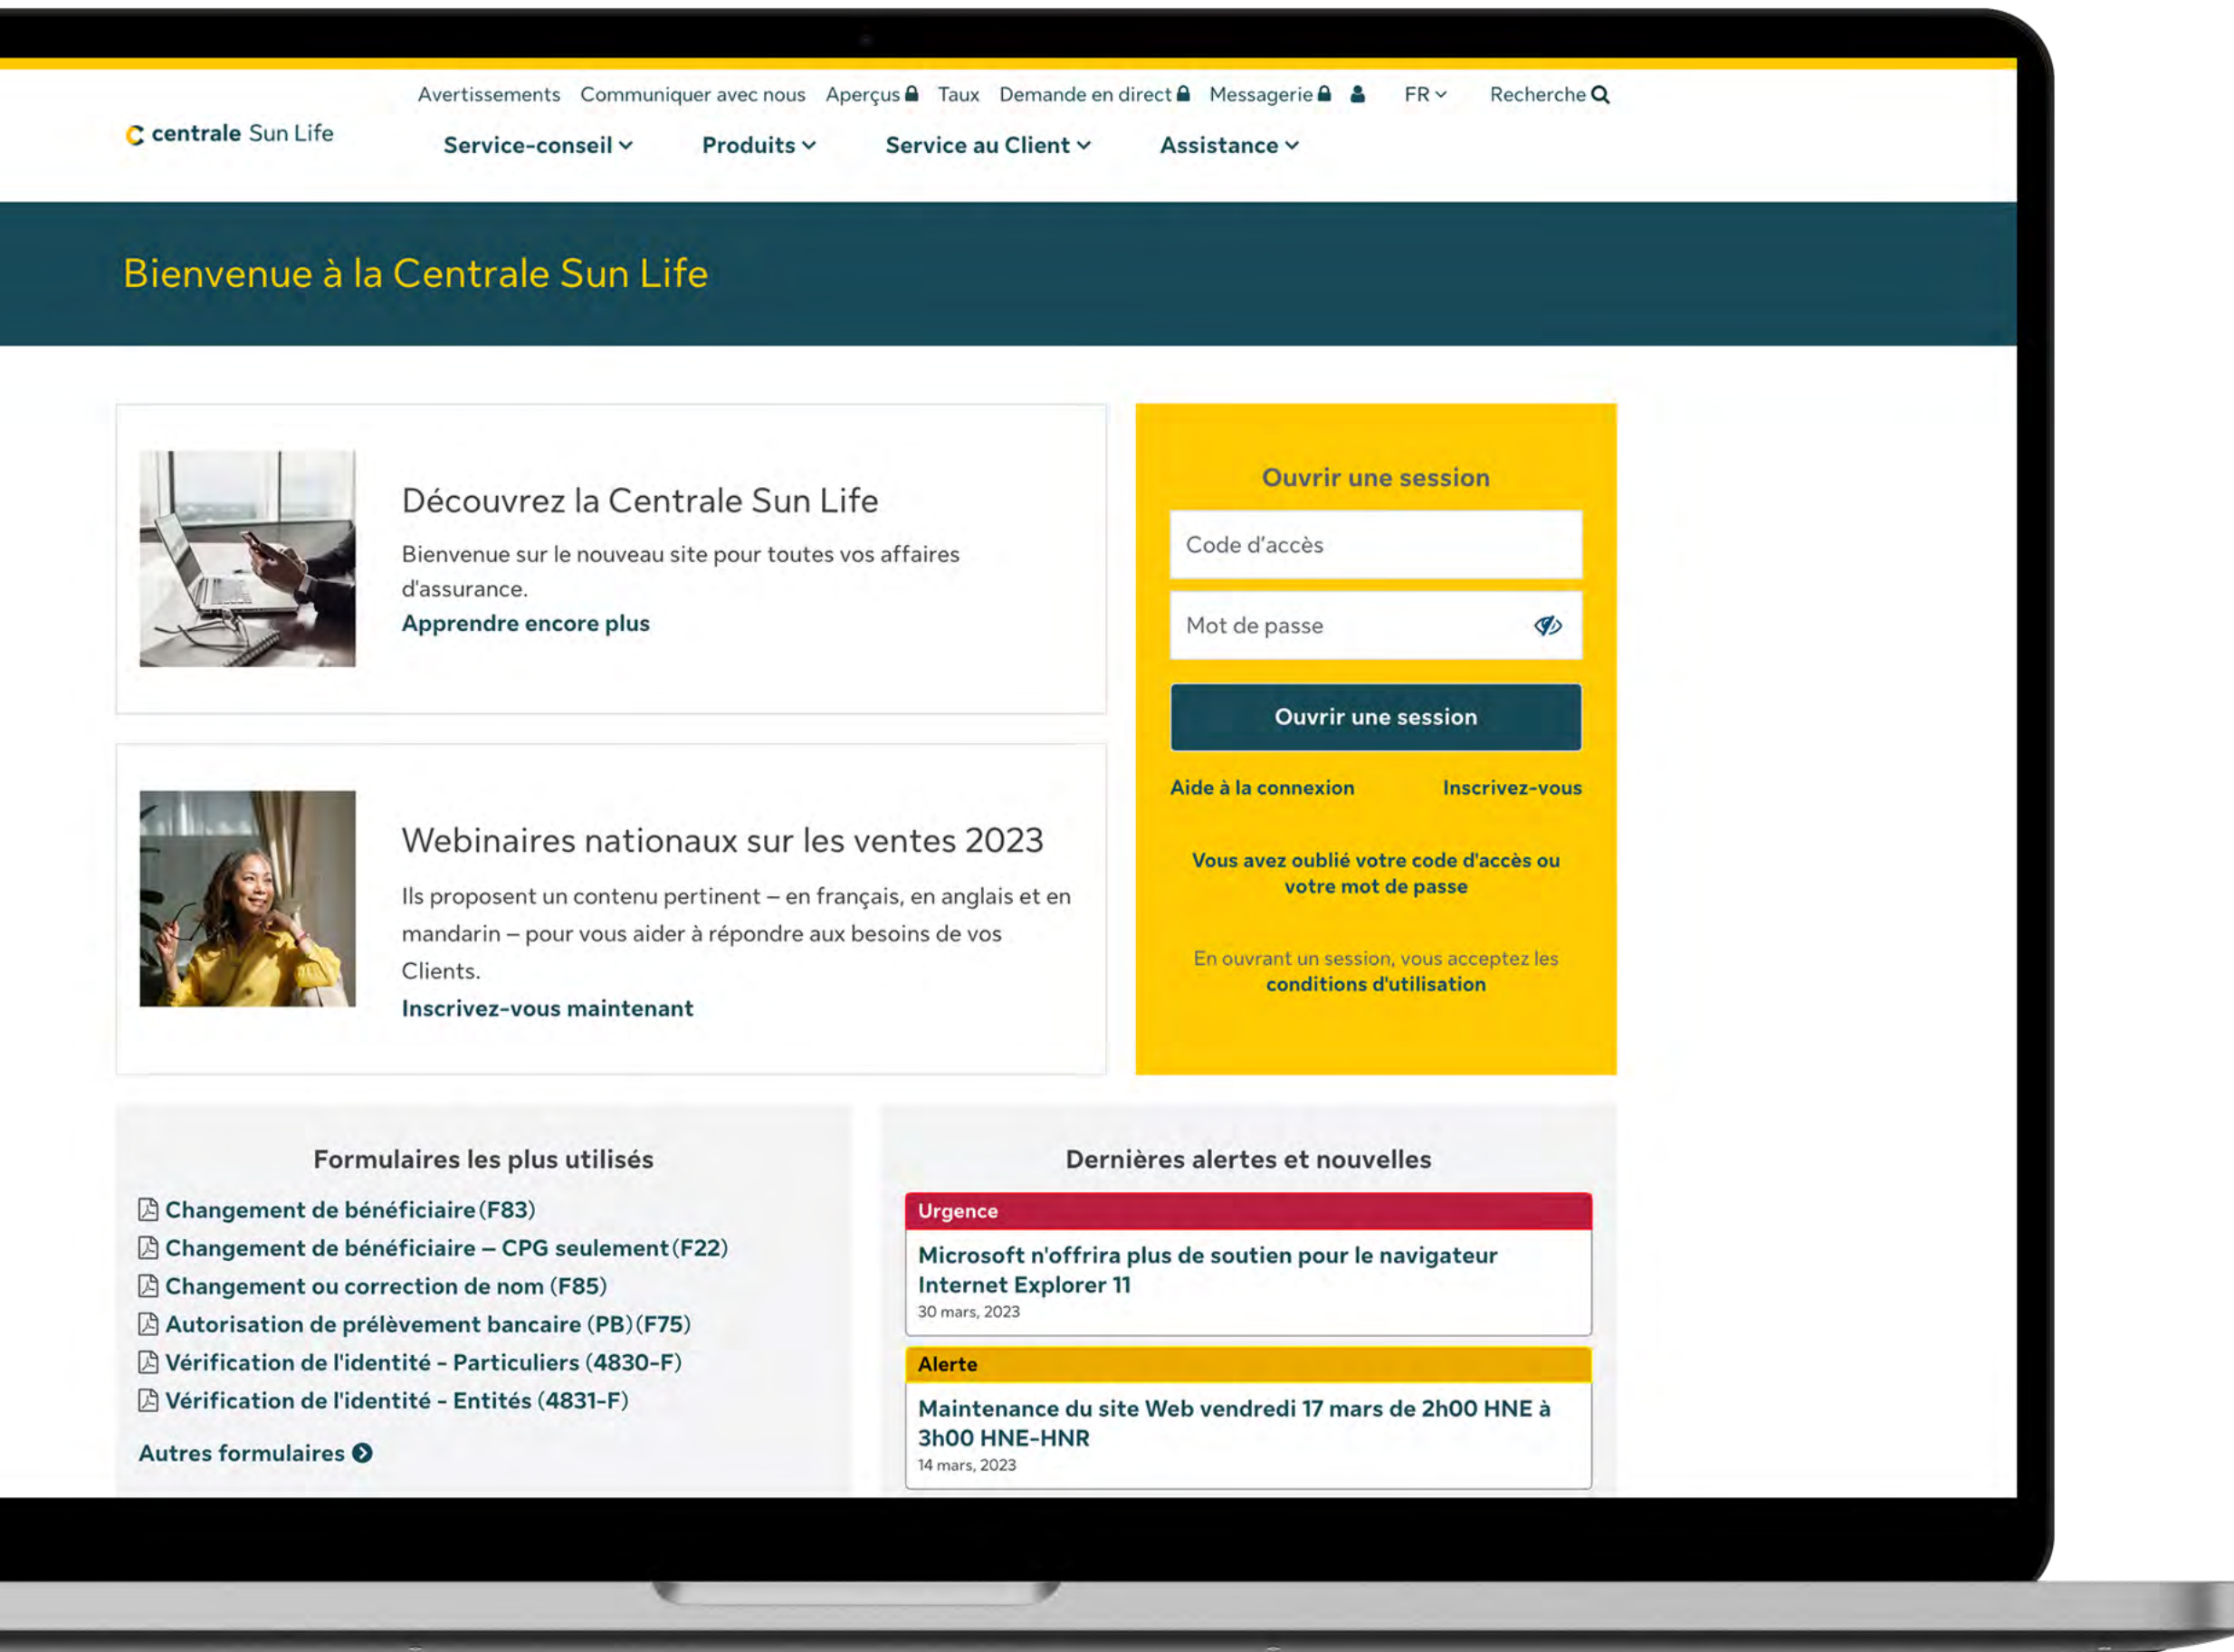 Avertissements Communiquer avec nous Aperçus Taux Demande en direct Messagerie FR Recherche
centrale Sun Life
Service-conseil Produits Service au Client Assistance
Bienvenue à la Centrale Sun Life
Découvrez la Centrale Sun Life
Bienvenue sur le nouveau site pour toutes vos affaires
d'assurance.
Apprendre encore plus
Webinaires nationaux sur les ventes 2023
Ils proposent un contenu pertinent – en français, en anglais et en
mandarin – pour vous aider à répondre aux besoins de vos
Clients.
Inscrivez-vous maintenant
Ouvrir une session
Code d'accès
Mot de passe
Ouvrir une session
Aide à la connexion Inscrivez-vous
Vous avez oublié votre code d'accès ou
votre mot de passe
En ouvrant un session, vous acceptez les
conditions d'utilisation
Formulaires les plus utilisés
Changement de bénéficiaire (F83)
Changement de bénéficiaire – CPG seulement (F22)
Changement ou correction de nom (F85)
Autorisation de prélèvement bancaire (PB) (F75)
Vérification de l'identité - Particuliers (4830-F)
Vérification de l'identité - Entités (4831-F)
Autres formulaires
Dernières alertes et nouvelles
Urgence
Microsoft n'offrira plus de soutien pour le navigateur
Internet Explorer 11
30 mars, 2023
Alerte
Maintenance du site Web vendredi 17 mars de 2h00 HNE à
3h00 HNE-HNR
14 mars, 2023